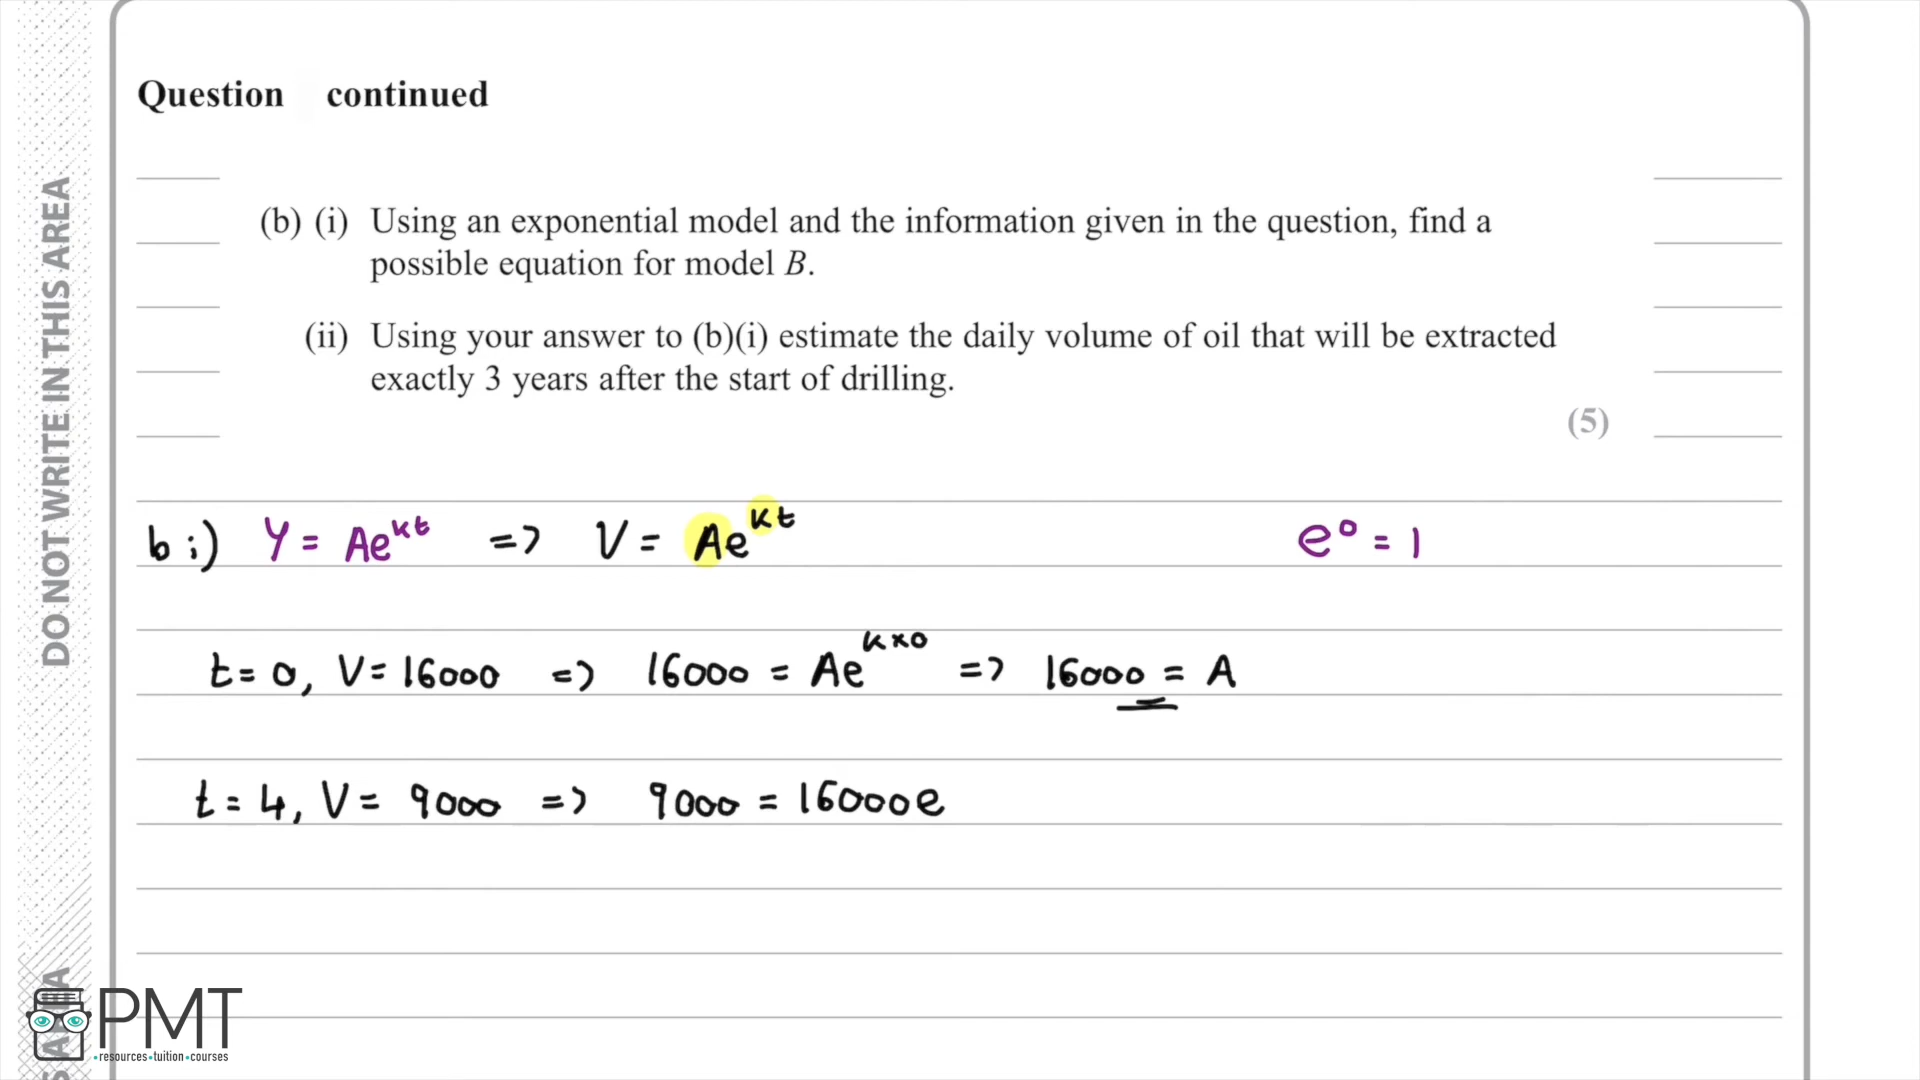 Question continued
(b) (i) Using an exponential model and the information given in the question, find a
possible equation for model B.
(ii) Using your answer to (b)(i) estimate the daily volume of oil that will be extracted
exactly 3 years after the start of drilling.
(5)
b i) Y = Ae^kt => V = Ae^kt e^0 = 1
t = 0, V = 16000 => 16000 = Ae^k×0 => 16000 = A
t = 4, V = 9000 => 9000 = 16000e
DO NOT WRITE IN THIS AREA
PMT
resources•tuition•courses